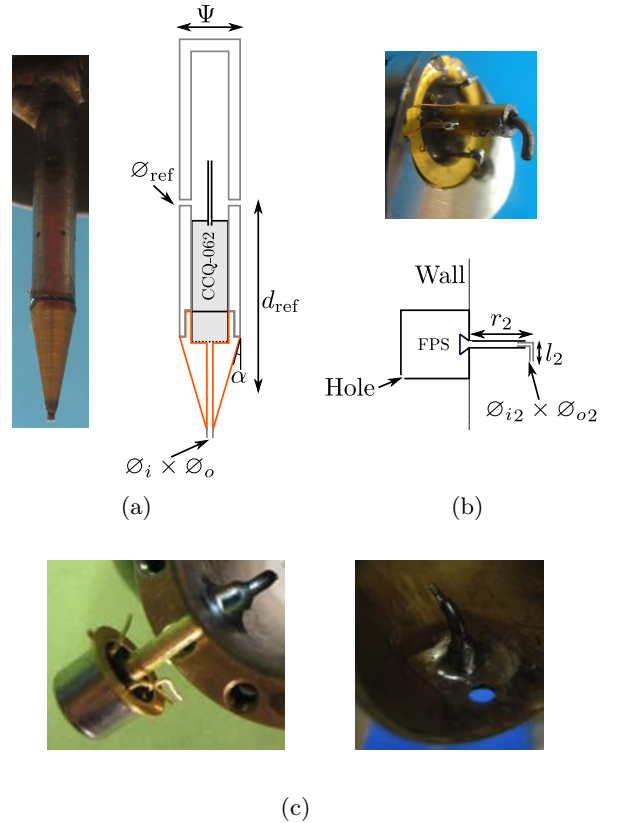 Ψ
∅ref
CCQ-062
dref
α
∅i × ∅o
(a)
Wall
r2
FPS
l2
Hole
∅i2 × ∅o2
(b)
(c)